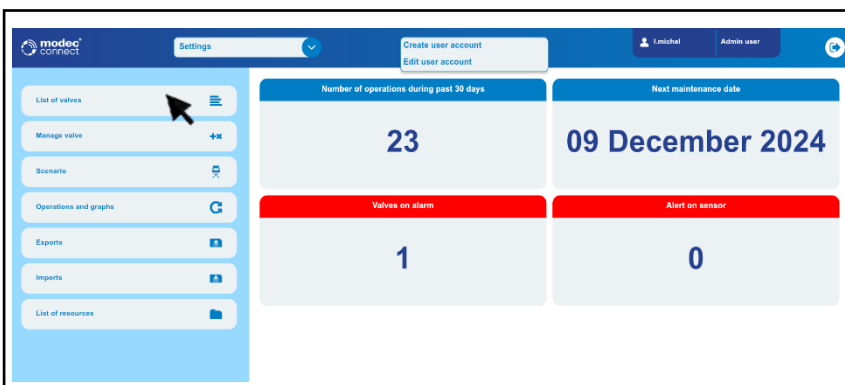 modec
connect
Settings
Create user account
Edit user account
l.michel
Admin user
List of valves
Manage valve
Scenario
Operations and graphs
Exports
Imports
List of resources
Number of operations during past 30 days
23
Next maintenance date
09 December 2024
Valves on alarm
1
Alert on sensor
0